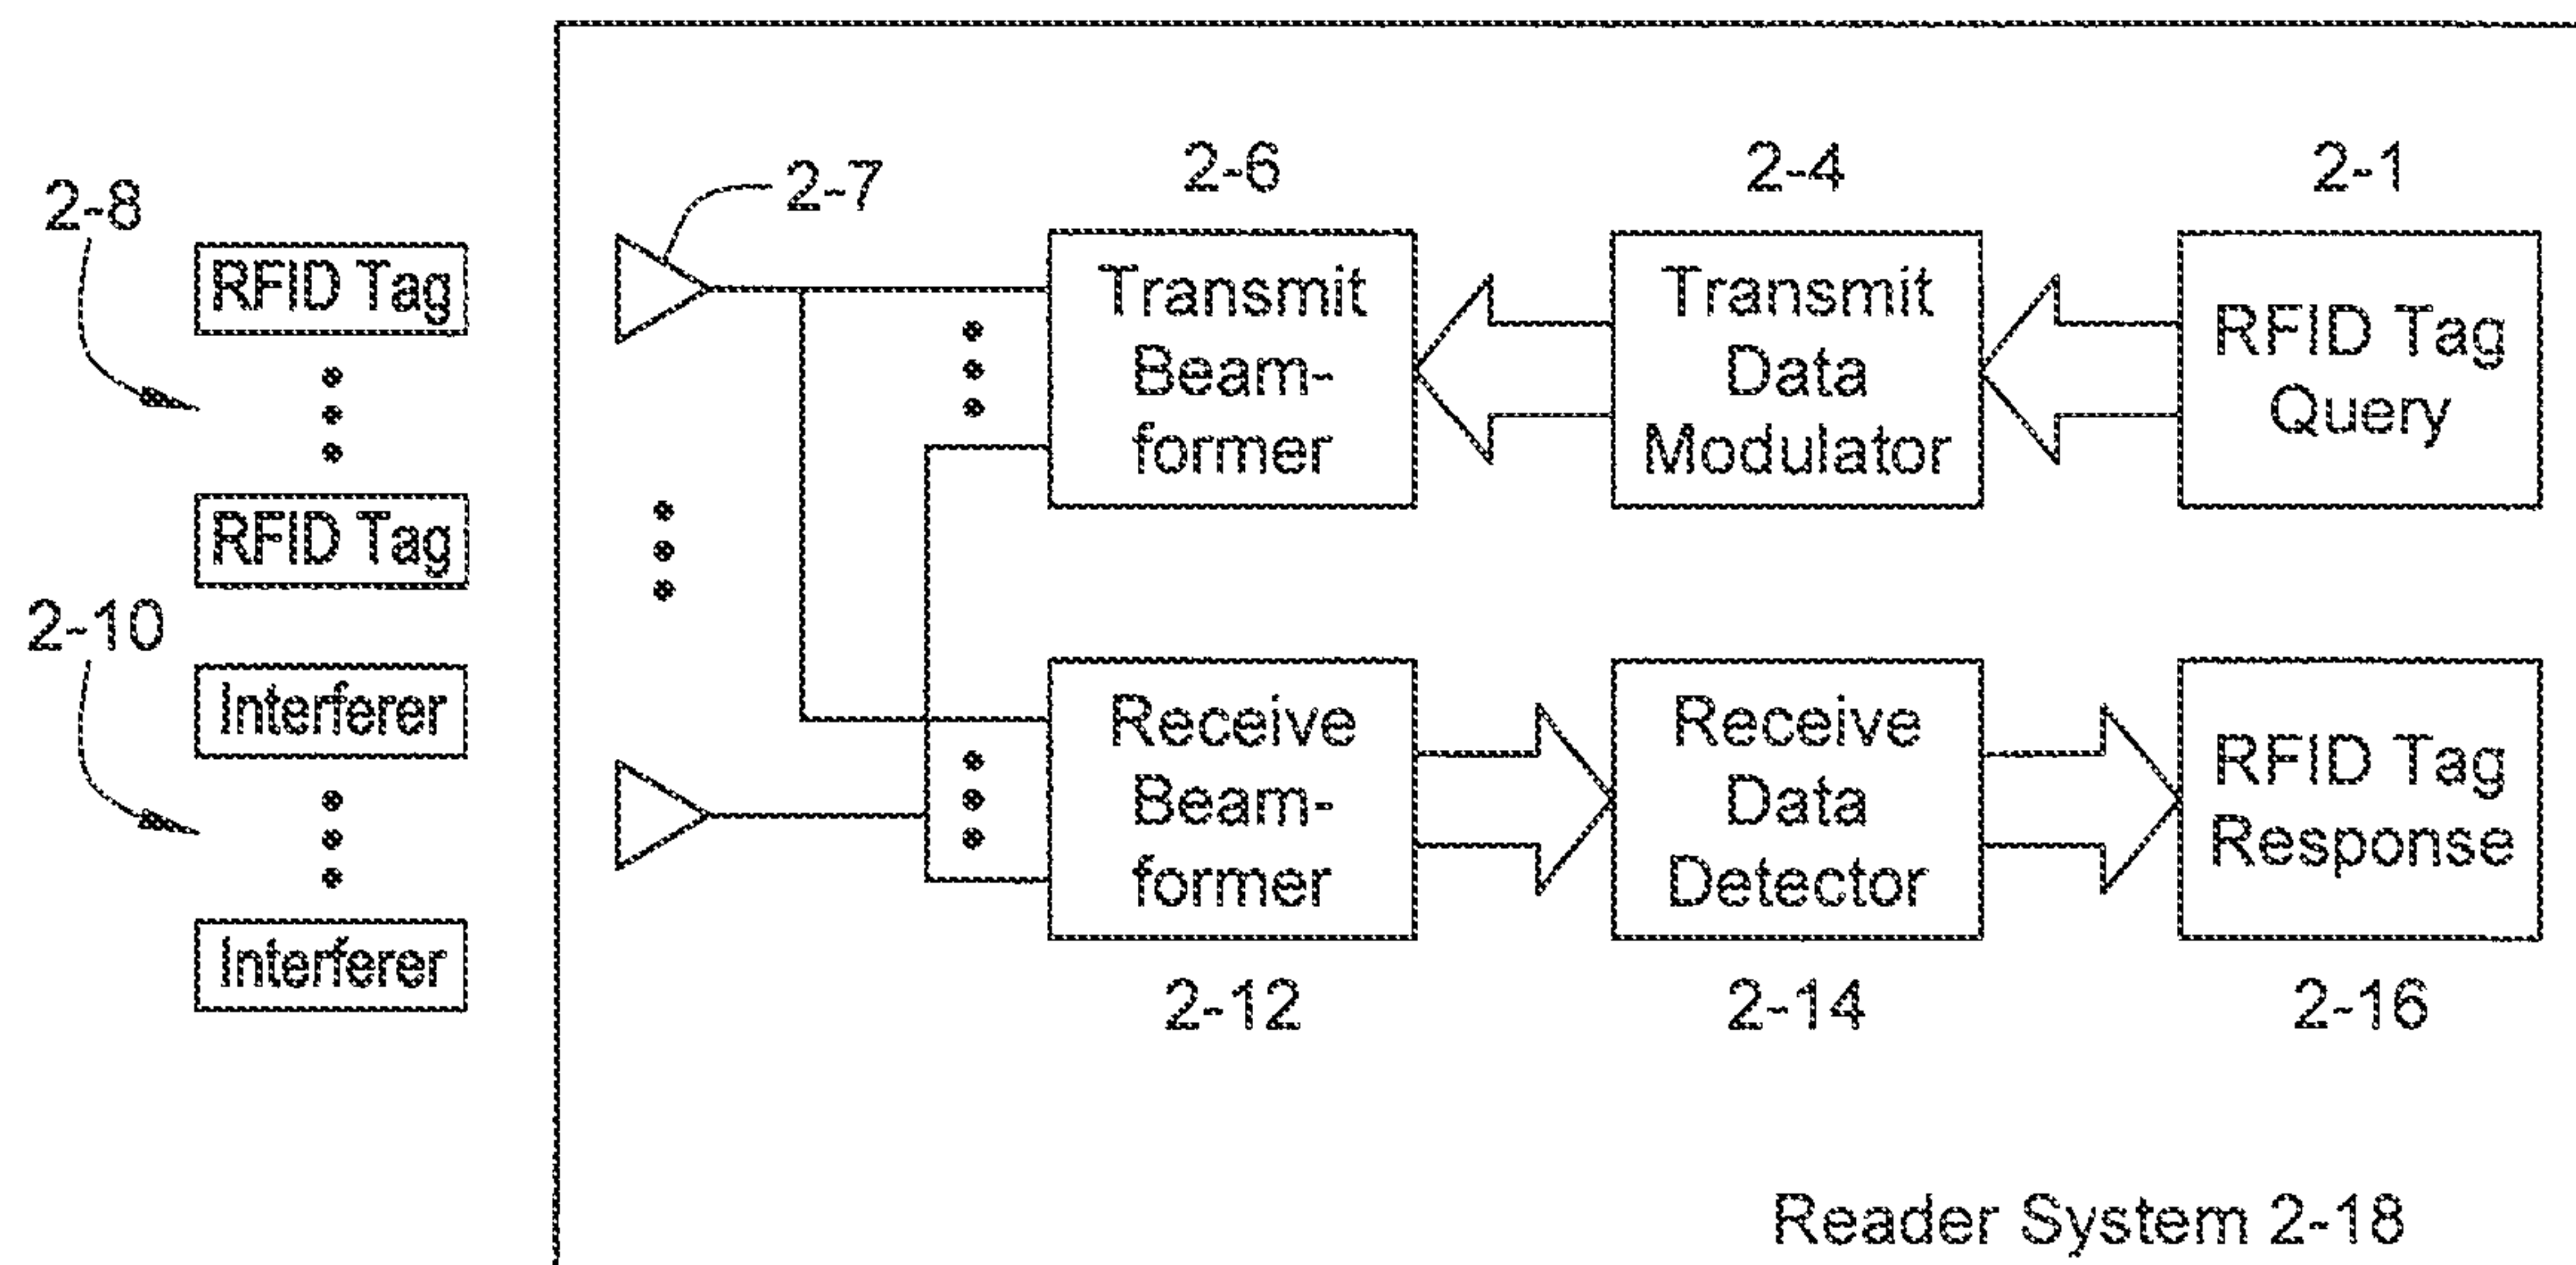 2-8
RFID Tag
RFID Tag
2-10
Interferer
Interferer
2-7
2-6
Transmit
Beam-
former
2-4
Transmit
Data
Modulator
2-1
RFID Tag
Query
Receive
Beam-
former
2-12
Receive
Data
Detector
2-14
RFID Tag
Response
2-16
Reader System 2-18